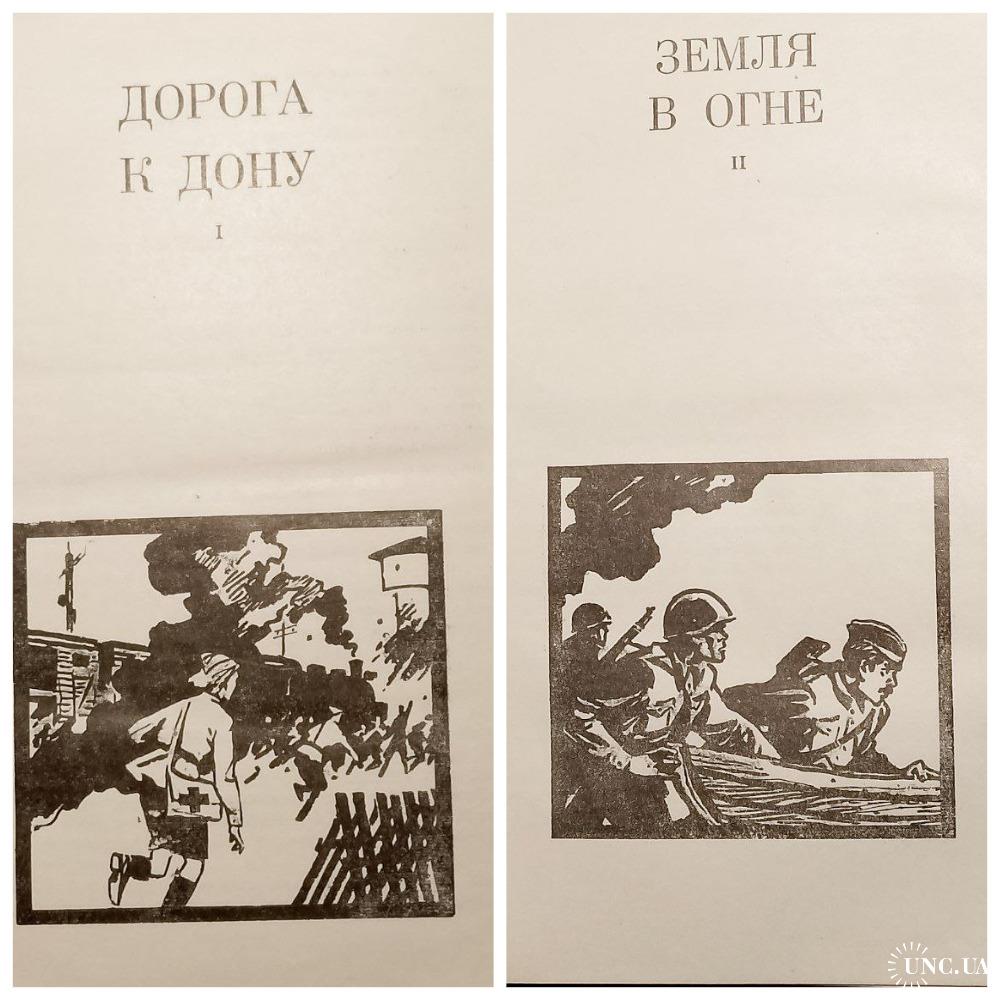 ДОРОГА
К ДОНУ
I
ЗЕМЛЯ
В ОГНЕ
II
UNC.UA